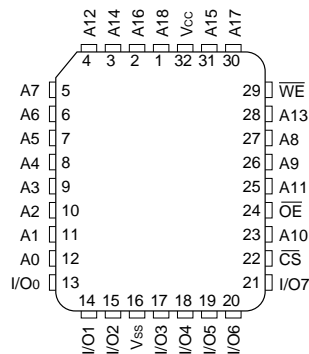 A12 A14 A16 A18 Vcc A15 A17
4 3 2 1 32 31 30
A7 5 29 W̅E̅
A6 6 28 A13
A5 7 27 A8
A4 8 26 A9
A3 9 25 A11
A2 10 24 O̅E̅
A1 11 23 A10
A0 12 22 C̅S̅
I/O0 13 21 I/O7
14 15 16 17 18 19 20
I/O1 I/O2 Vss I/O3 I/O4 I/O5 I/O6